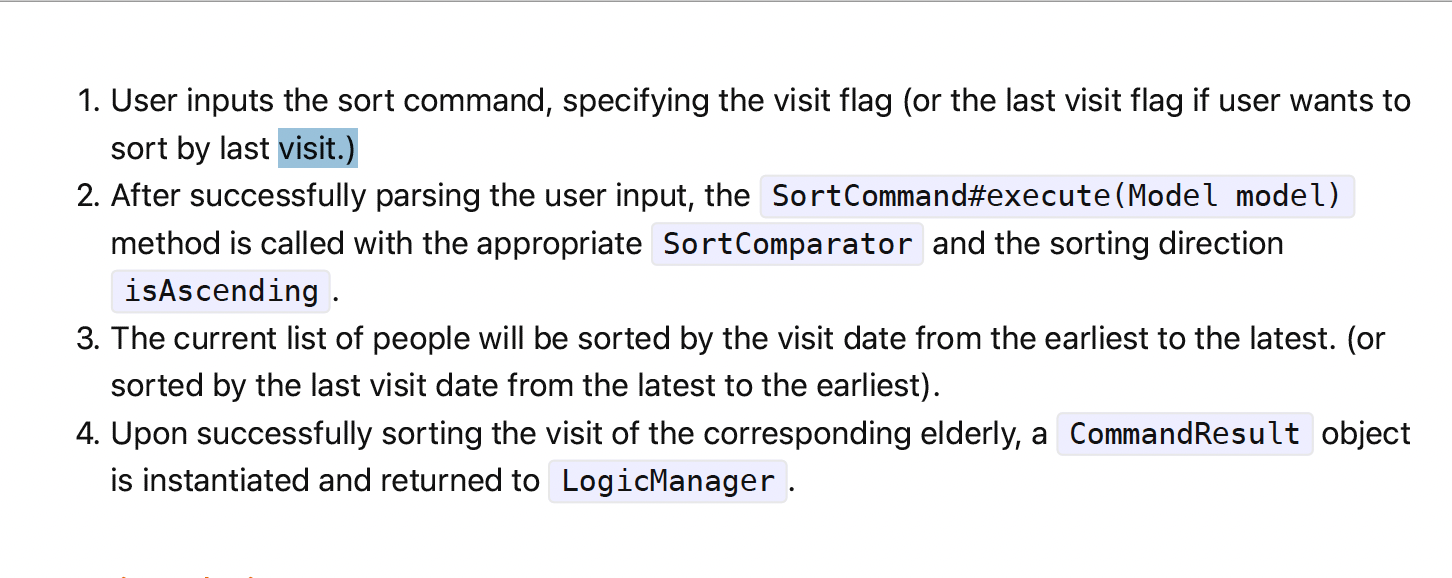 1. User inputs the sort command, specifying the visit flag (or the last visit flag if user wants to
sort by last visit.)
2. After successfully parsing the user input, the SortCommand#execute(Model model)
method is called with the appropriate SortComparator and the sorting direction
isAscending .
3. The current list of people will be sorted by the visit date from the earliest to the latest. (or
sorted by the last visit date from the latest to the earliest).
4. Upon successfully sorting the visit of the corresponding elderly, a CommandResult object
is instantiated and returned to LogicManager .